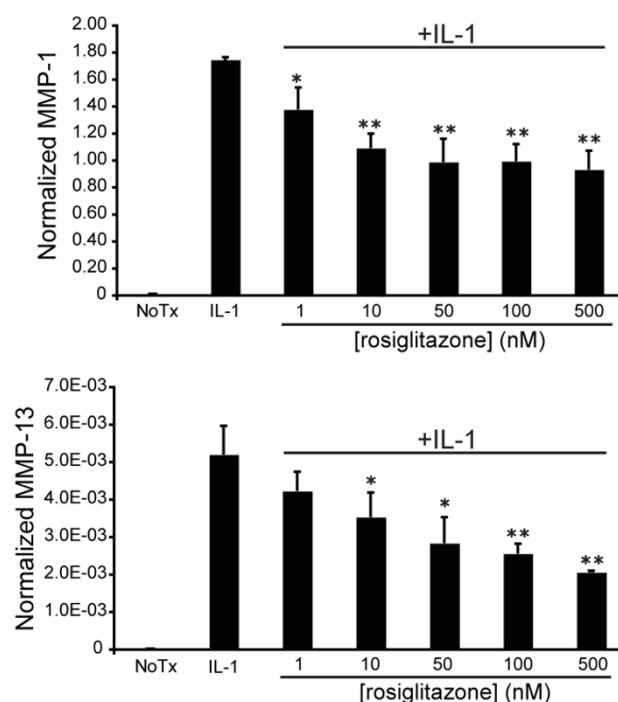 Normalized MMP-1
2.00
1.80
1.60
1.40
1.20
1.00
0.80
0.60
0.40
0.20
0
+IL-1
* ** ** ** **
NoTx IL-1 1 10 50 100 500
[rosiglitazone] (nM)
Normalized MMP-13
7.0E-03
6.0E-03
5.0E-03
4.0E-03
3.0E-03
2.0E-03
1.0E-03
0
+IL-1
* * ** **
NoTx IL-1 1 10 50 100 500
[rosiglitazone] (nM)